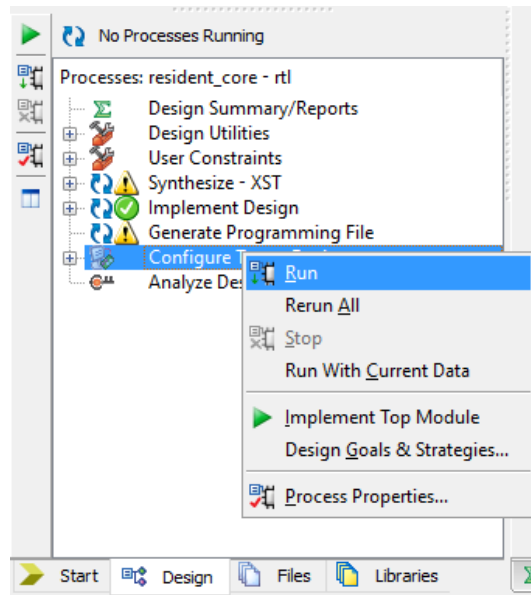 No Processes Running
Processes: resident_core - rtl
Design Summary/Reports
Design Utilities
User Constraints
Synthesize - XST
Implement Design
Generate Programming File
Configure
Analyze
Run
Rerun All
Stop
Run With Current Data
Implement Top Module
Design Goals & Strategies...
Process Properties...
Start Design Files Libraries